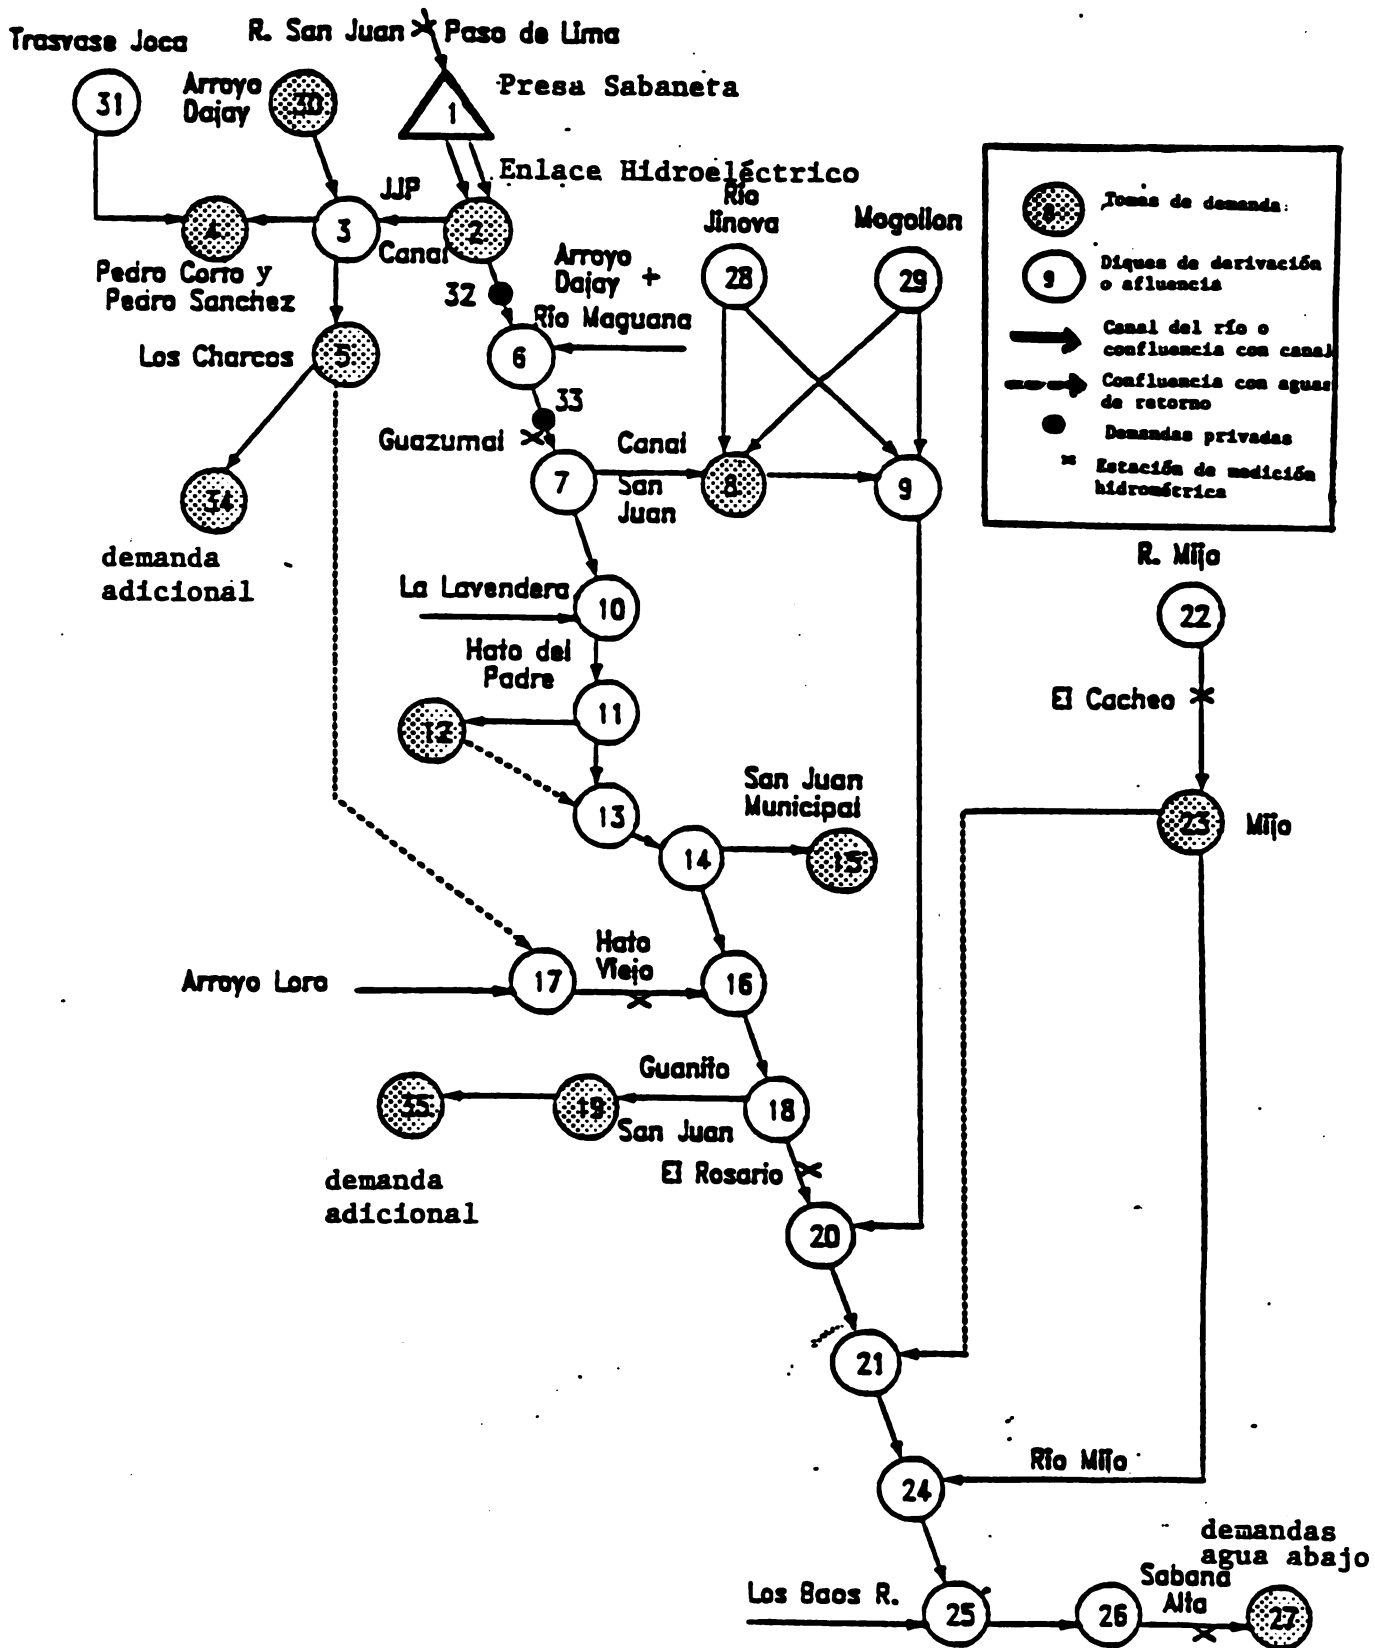 Trasvase Joca
R. San Juan
Paso de Lima
31
Arroyo
Dajay
30
1
Presa Sabaneta
Enlace Hidroeléctrico
JJP
4
3
Canal
2
Pedro Corro y
Pedro Sanchez
32
Arroyo
Dajay +
Río Maguana
Río
Jinova
28
Mogollon
29
Los Charcos
5
6
33
Guazumal
7
Canal
San
Juan
8
9
34
demanda
adicional
8
Tomas de demanda:
9
Diques de derivación
o afluencia
Canal del río o
confluencia con canal
Confluencia con aguas
de retorno
Demandas privadas
Estación de medición
hidrométrica
La Lavendera
10
R. Mijo
22
Hato del
Padre
11
12
El Cacheo
13
San Juan
Municipal
14
15
23
Mijo
Arroyo Loro
17
Hato
Viejo
16
35
19
Guanito
San Juan
18
demanda
adicional
El Rosario
20
21
Río Mijo
24
demandas
agua abajo
Los Baos R.
25
26
Sabana
Alta
27